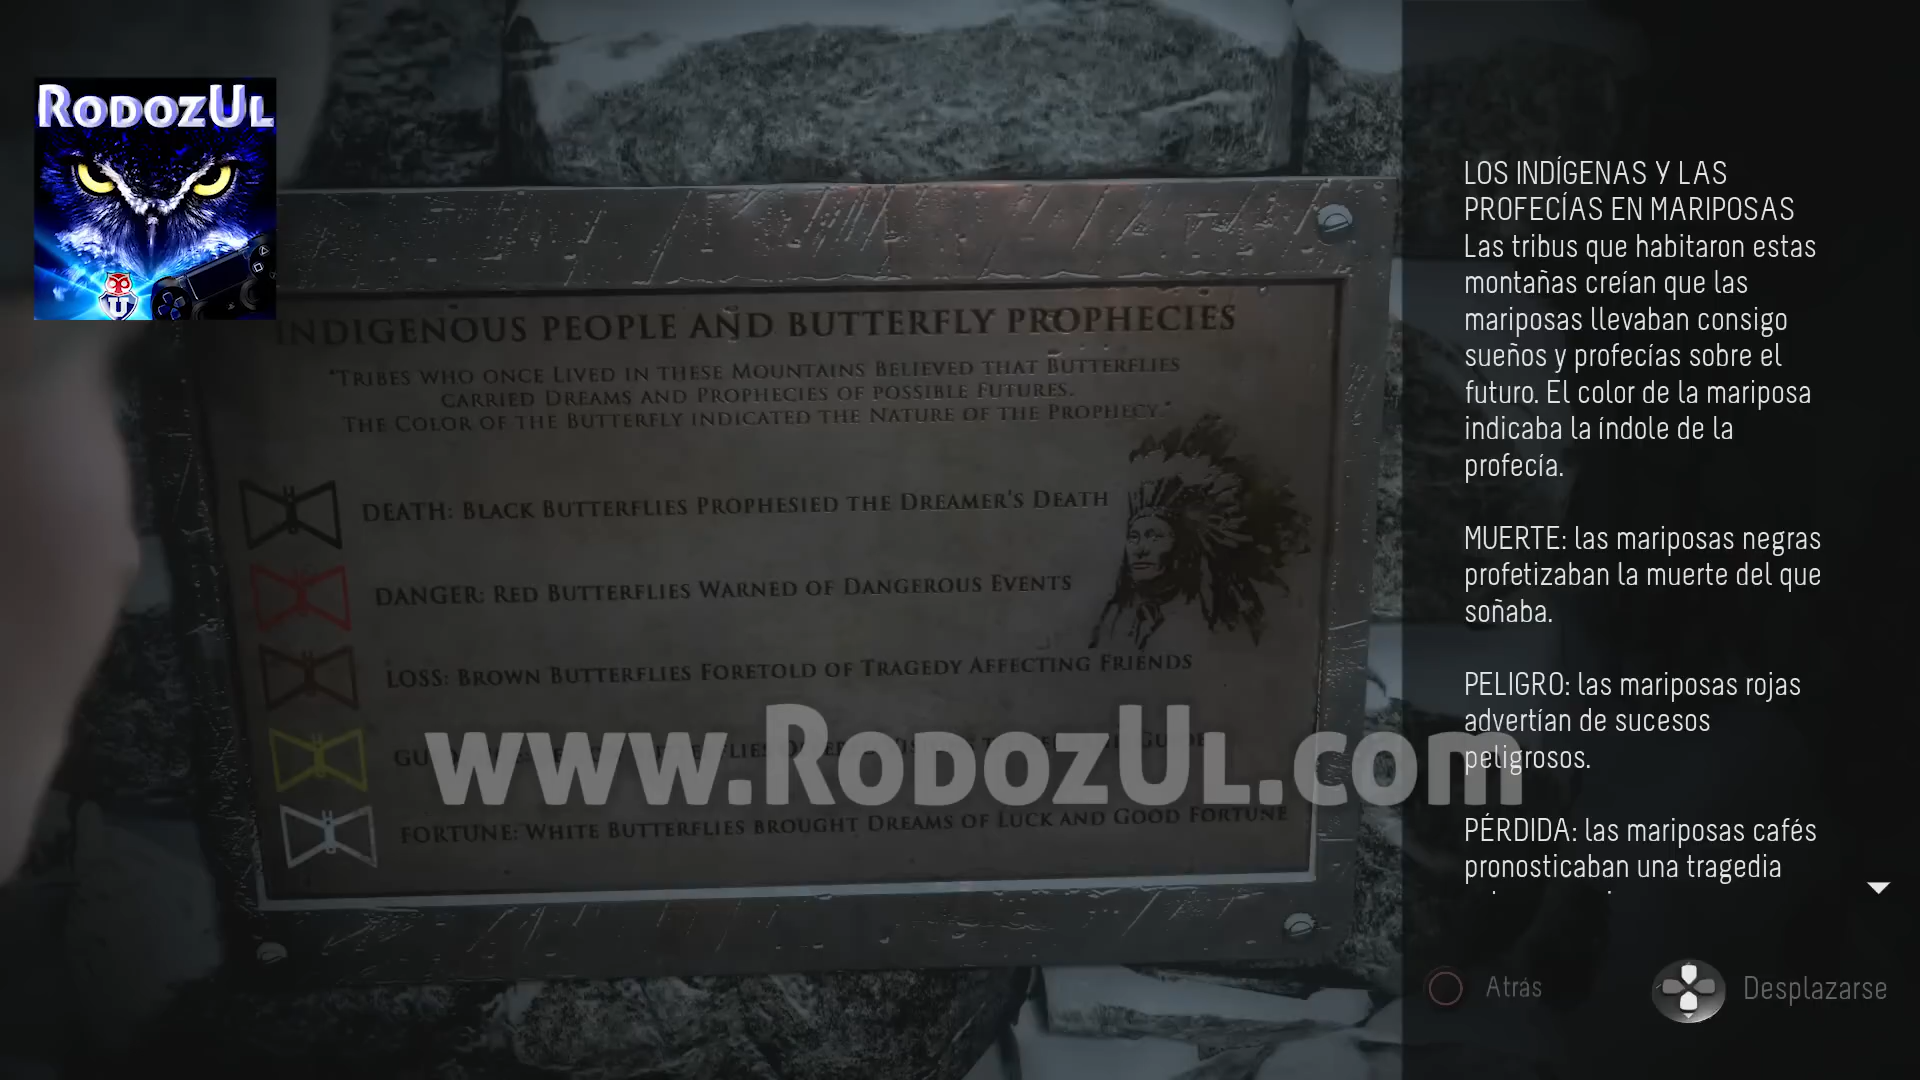 RODOZUL
INDIGENOUS PEOPLE AND BUTTERFLY PROPHECIES
"TRIBES WHO ONCE LIVED IN THESE MOUNTAINS BELIEVED THAT BUTTERFLIES
CARRIED DREAMS AND PROPHECIES OF POSSIBLE FUTURES.
THE COLOR OF THE BUTTERFLY INDICATED THE NATURE OF THE PROPHECY."
DEATH: BLACK BUTTERFLIES PROPHESIED THE DREAMER'S DEATH
DANGER: RED BUTTERFLIES WARNED OF DANGEROUS EVENTS
LOSS: BROWN BUTTERFLIES FORETOLD OF TRAGEDY AFFECTING FRIENDS
www.RODOZUL.com
FORTUNE: WHITE BUTTERFLIES BROUGHT DREAMS OF LUCK AND GOOD FORTUNE
LOS INDÍGENAS Y LAS
PROFECÍAS EN MARIPOSAS
Las tribus que habitaron estas
montañas creían que las
mariposas llevaban consigo
sueños y profecías sobre el
futuro. El color de la mariposa
indicaba la índole de la
profecía.
MUERTE: las mariposas negras
profetizaban la muerte del que
soñaba.
PELIGRO: las mariposas rojas
advertían de sucesos
peligrosos.
PÉRDIDA: las mariposas cafés
pronosticaban una tragedia
Atrás
Desplazarse